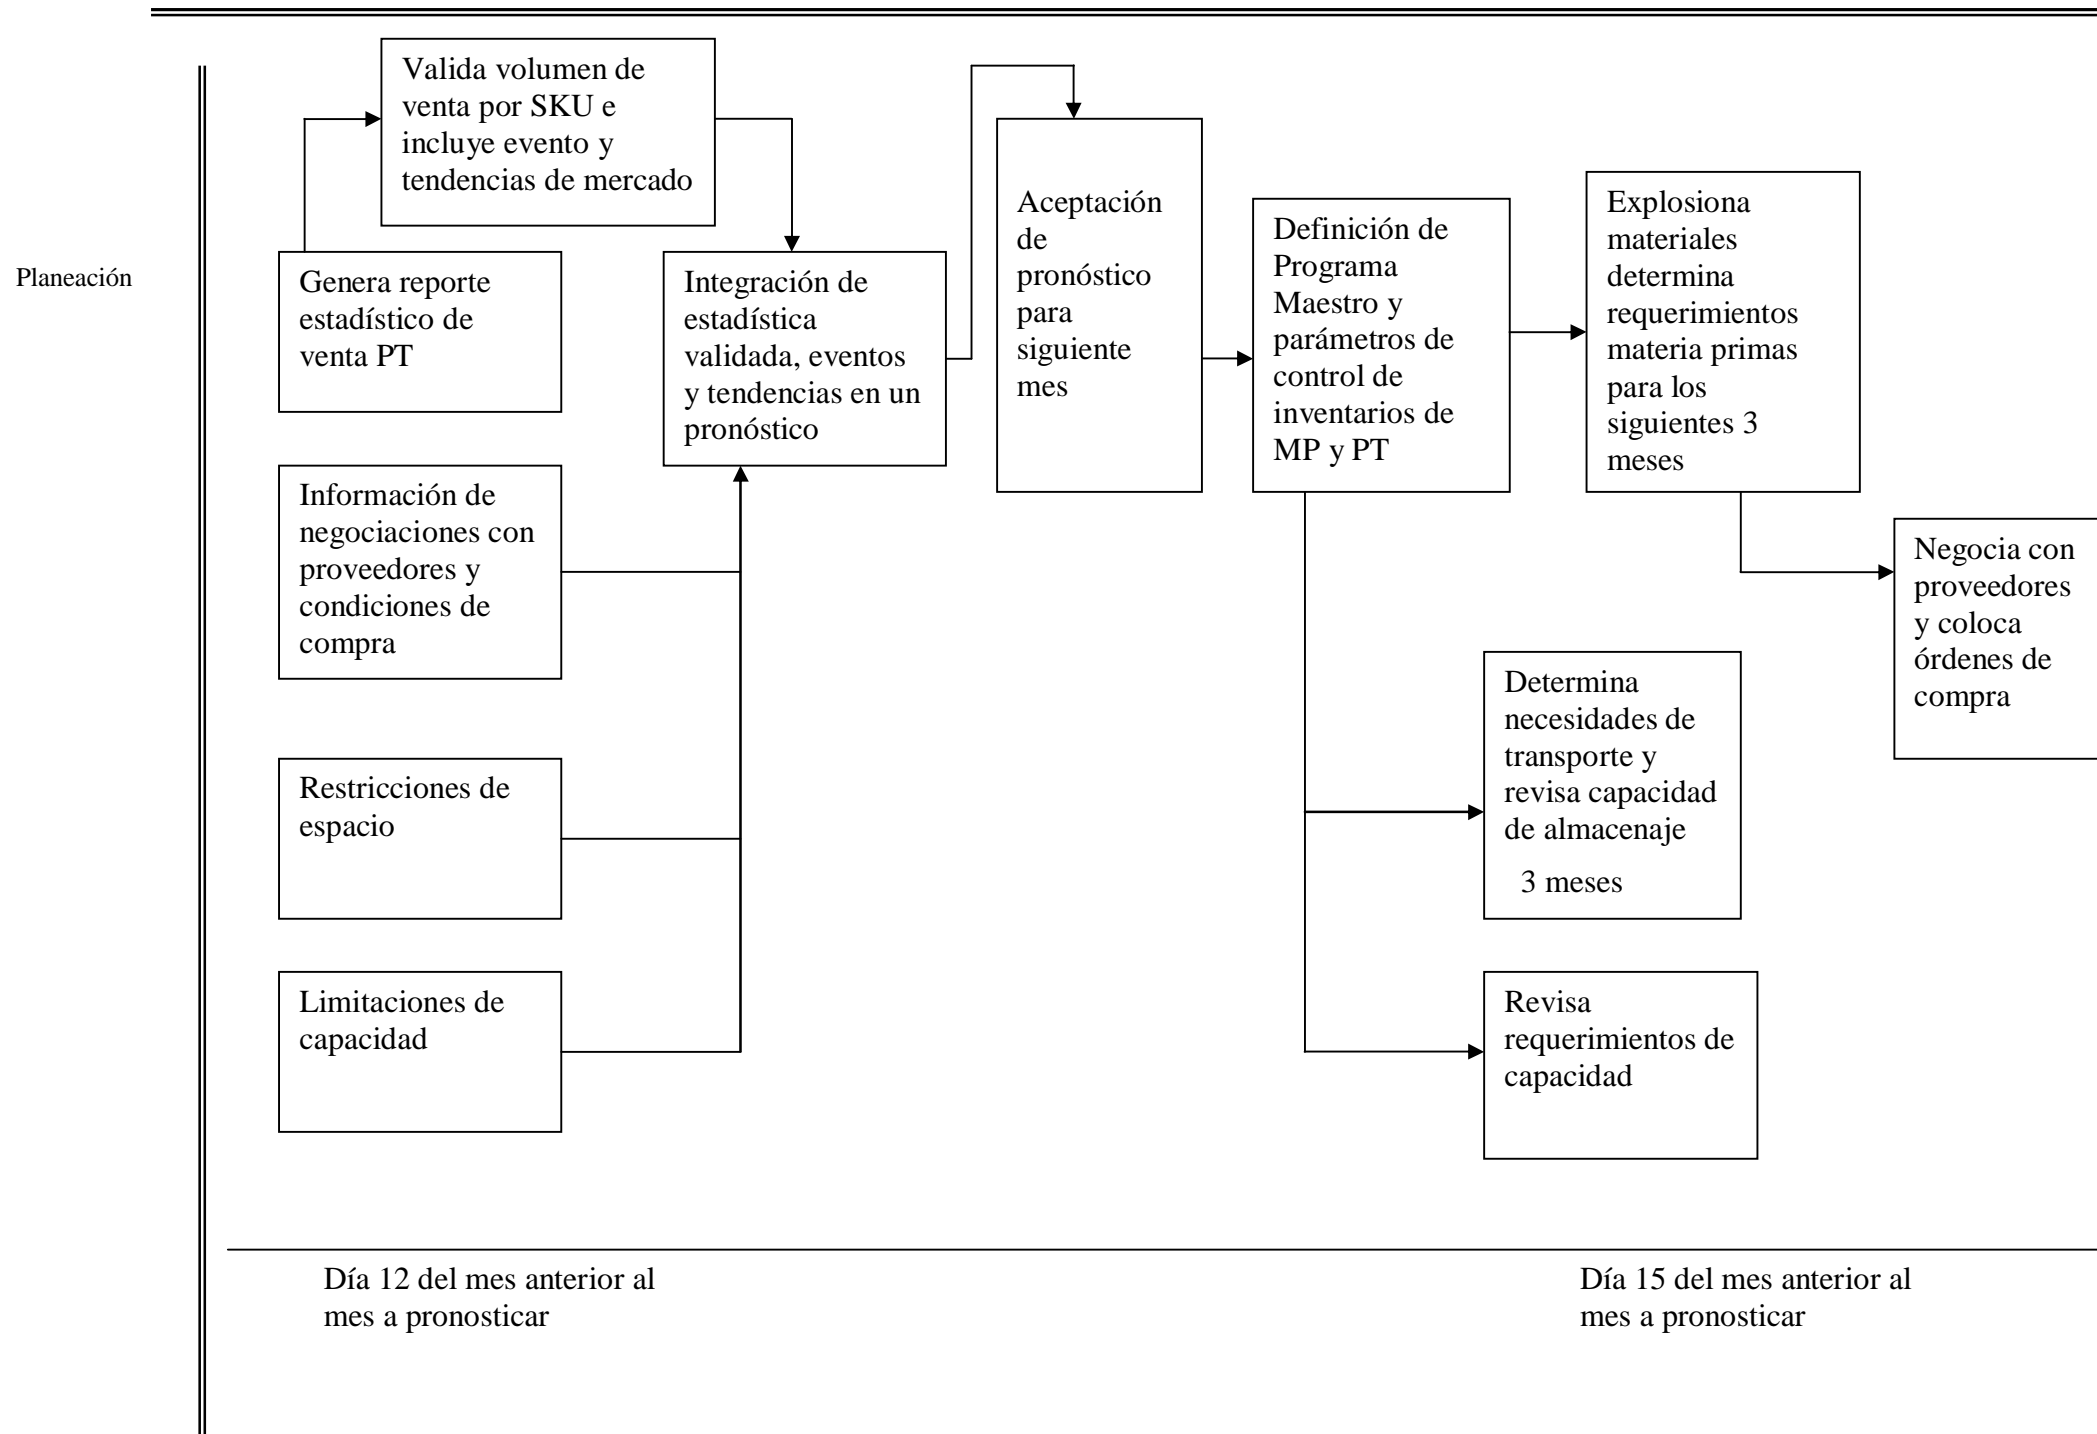 Planeación
Valida volumen de
venta por SKU e
incluye evento y
tendencias de mercado
Genera reporte
estadístico de
venta PT
Integración de
estadística
validada, eventos
y tendencias en un
pronóstico
Aceptación
de
pronóstico
para
siguiente
mes
Definición de
Programa
Maestro y
parámetros de
control de
inventarios de
MP y PT
Explosiona
materiales
determina
requerimientos
materia primas
para los
siguientes 3
meses
Negocia con
proveedores
y coloca
órdenes de
compra
Información de
negociaciones con
proveedores y
condiciones de
compra
Restricciones de
espacio
Limitaciones de
capacidad
Determina
necesidades de
transporte y
revisa capacidad
de almacenaje
3 meses
Revisa
requerimientos de
capacidad
Día 12 del mes anterior al
mes a pronosticar
Día 15 del mes anterior al
mes a pronosticar